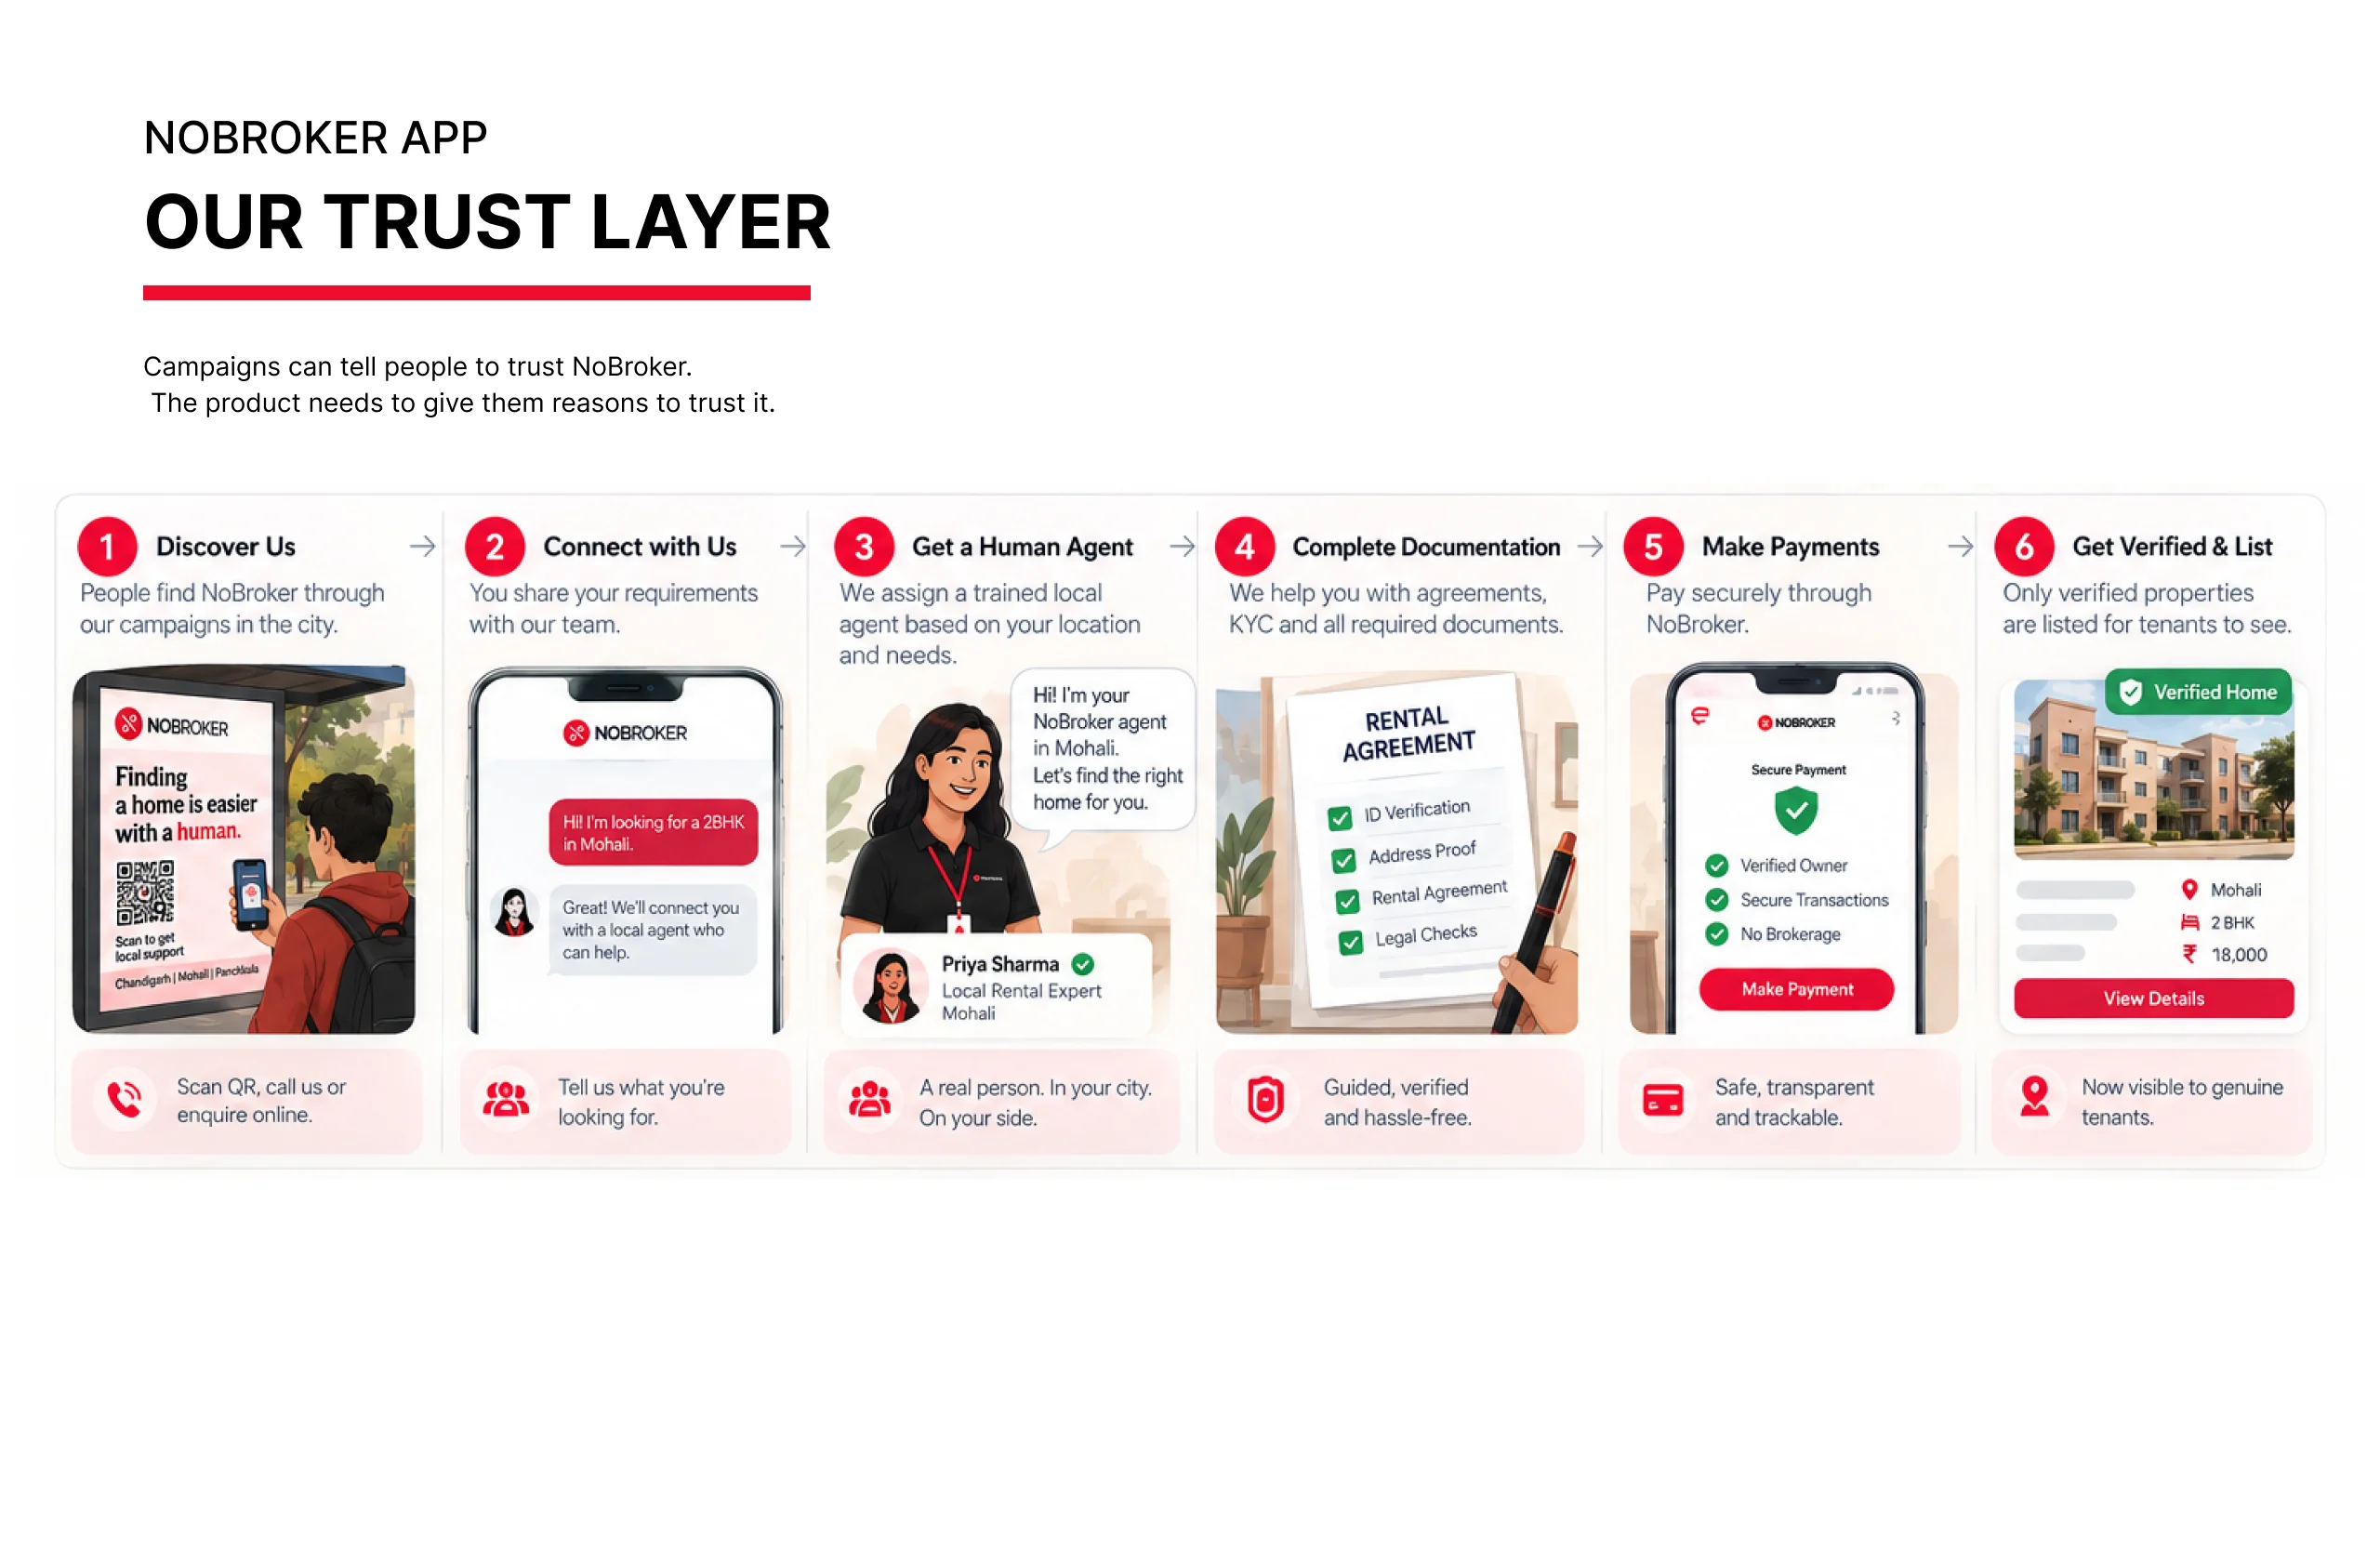 NOBROKER APP
OUR TRUST LAYER
Campaigns can tell people to trust NoBroker.
The product needs to give them reasons to trust it.
1 Discover Us →
People find NoBroker through
our campaigns in the city.
NOBROKER
Finding
a home is easier
with a human.
Scan to get
local support
Chandigarh | Mohali | Panchkula
Scan QR, call us or
enquire online.
2 Connect with Us →
You share your requirements
with our team.
NOBROKER
Hi! I'm looking for a 2BHK
in Mohali.
Great! We'll connect you
with a local agent who
can help.
Tell us what you're
looking for.
3 Get a Human Agent →
We assign a trained local
agent based on your location
and needs.
Hi! I'm your
NoBroker agent
in Mohali.
Let's find the right
home for you.
Priya Sharma
Local Rental Expert
Mohali
A real person. In your city.
On your side.
4 Complete Documentation →
We help you with agreements,
KYC and all required documents.
RENTAL
AGREEMENT
ID Verification
Address Proof
Rental Agreement
Legal Checks
Guided, verified
and hassle-free.
5 Make Payments →
Pay securely through
NoBroker.
NOBROKER
Secure Payment
Verified Owner
Secure Transactions
No Brokerage
Make Payment
Safe, transparent
and trackable.
6 Get Verified & List
Only verified properties
are listed for tenants to see.
Verified Home
Mohali
2 BHK
₹ 18,000
View Details
Now visible to genuine
tenants.